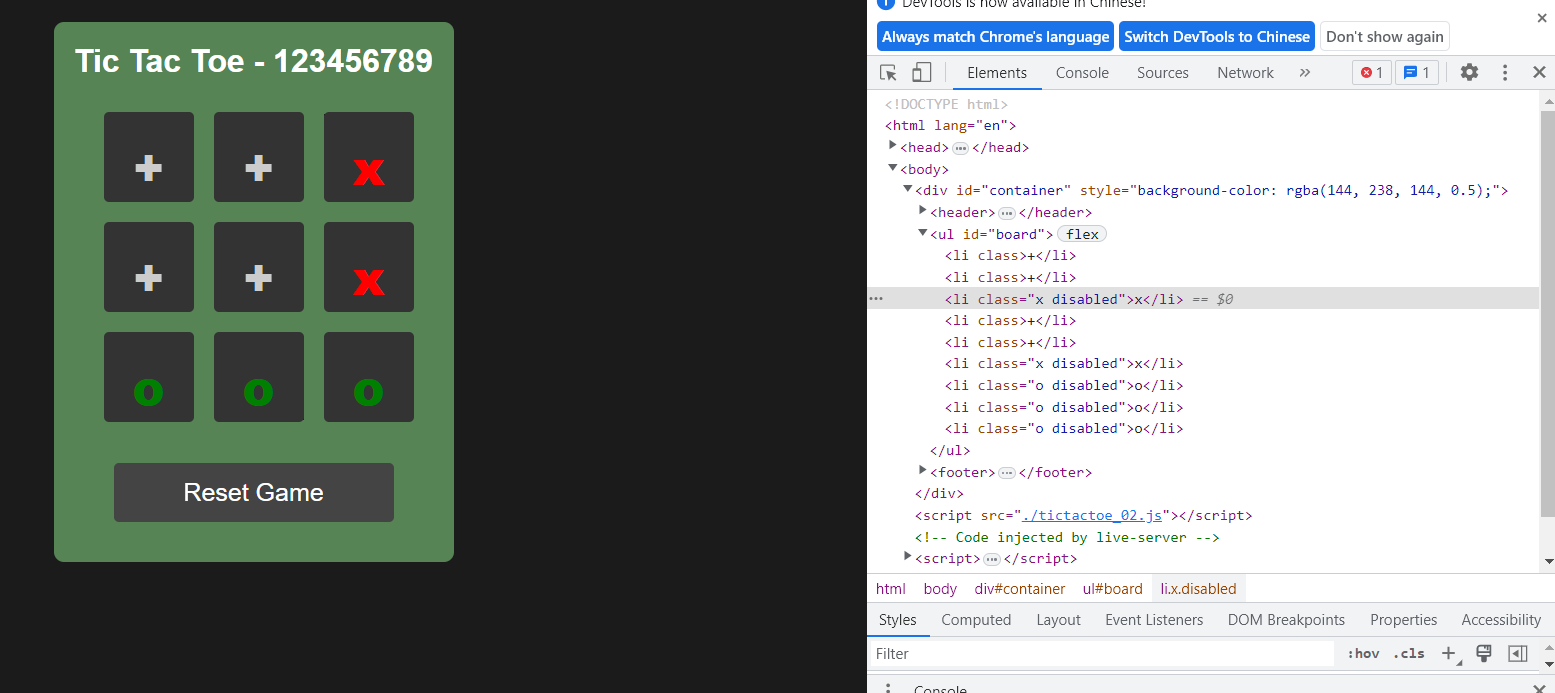 Tic Tac Toe - 123456789
+ + x
+ + x
o o o
Reset Game
DevTools is now available in Chinese!
Always match Chrome's language Switch DevTools to Chinese Don't show again
Elements Console Sources Network » 1 1
<!DOCTYPE html>
<html lang="en">
<head> ••• </head>
<body>
<div id="container" style="background-color: rgba(144, 238, 144, 0.5);">
<header> ••• </header>
<ul id="board"> flex
<li class>+</li>
<li class>+</li>
••• <li class="x disabled">x</li> == $0
<li class>+</li>
<li class>+</li>
<li class="x disabled">x</li>
<li class="o disabled">o</li>
<li class="o disabled">o</li>
<li class="o disabled">o</li>
</ul>
<footer> ••• </footer>
</div>
<script src="./tictactoe_02.js"></script>
<!-- Code injected by live-server -->
<script> ••• </script>
html body div#container ul#board li.x.disabled
Styles Computed Layout Event Listeners DOM Breakpoints Properties Accessibility
Filter :hov .cls +
Console